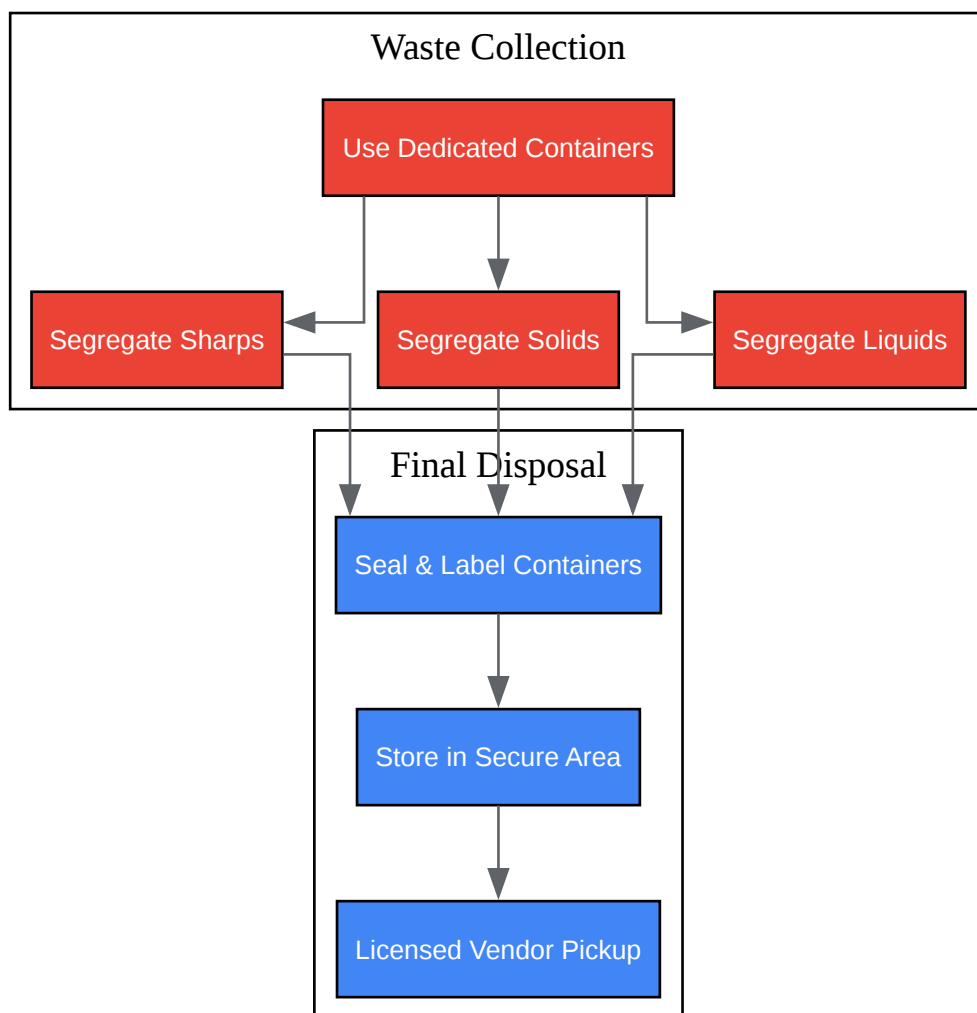 Waste Collection
Use Dedicated Containers
Segregate Sharps
Segregate Solids
Segregate Liquids
Final Disposal
Seal & Label Containers
Store in Secure Area
Licensed Vendor Pickup